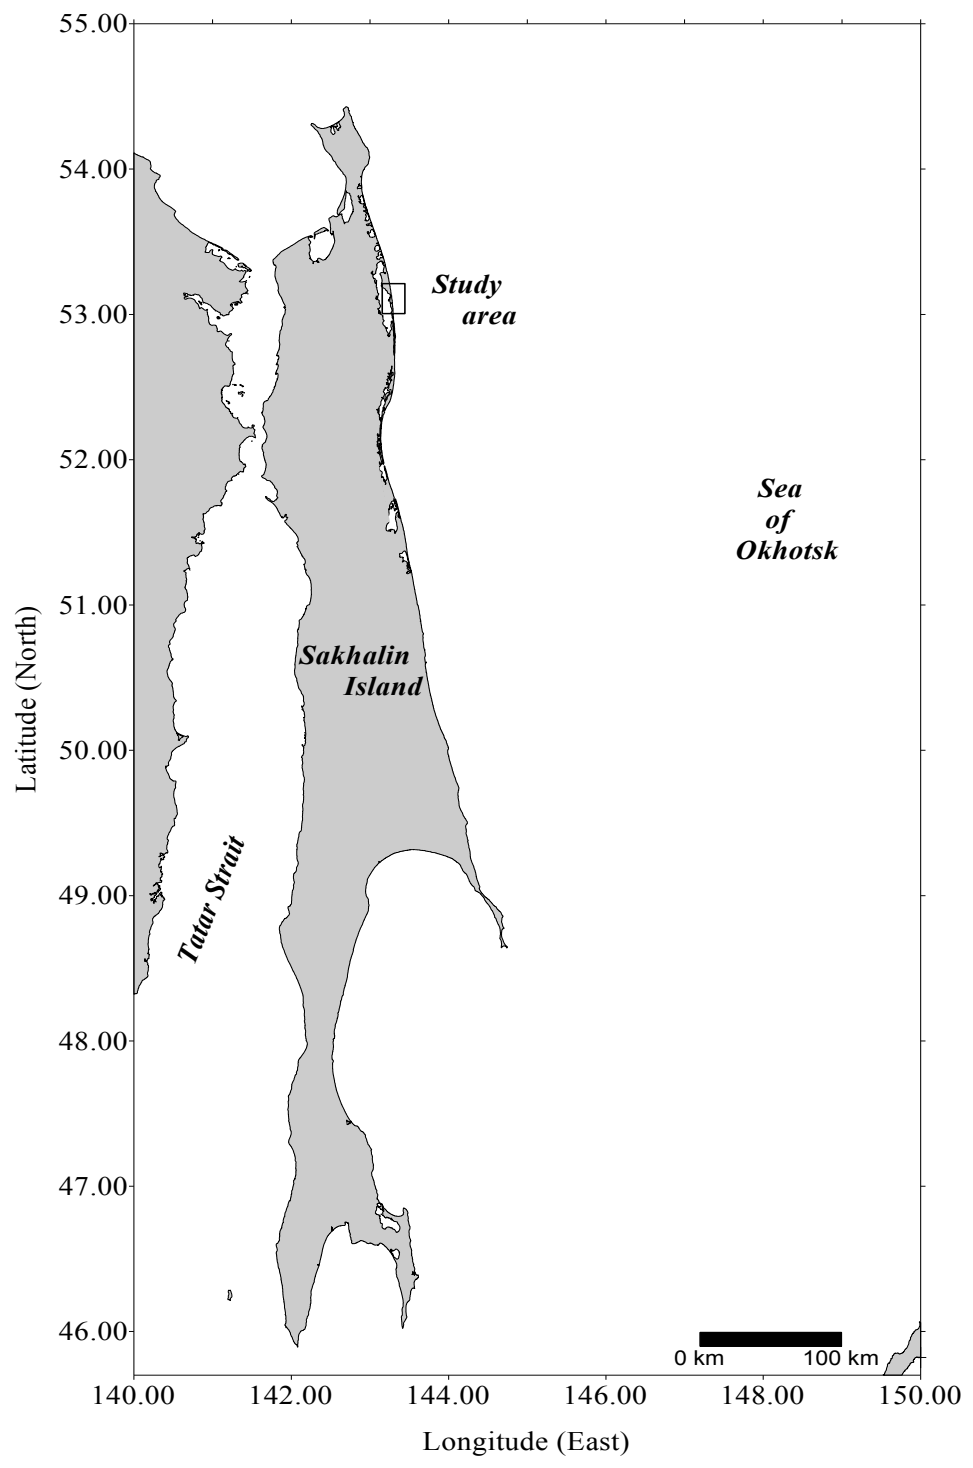 55.00
54.00
Study
area
53.00
52.00
Sea
of
Okhotsk
51.00
Sakhalin
Island
Latitude (North)
50.00
Tatar Strait
49.00
48.00
47.00
46.00
0 km 100 km
140.00 142.00 144.00 146.00 148.00 150.00
Longitude (East)